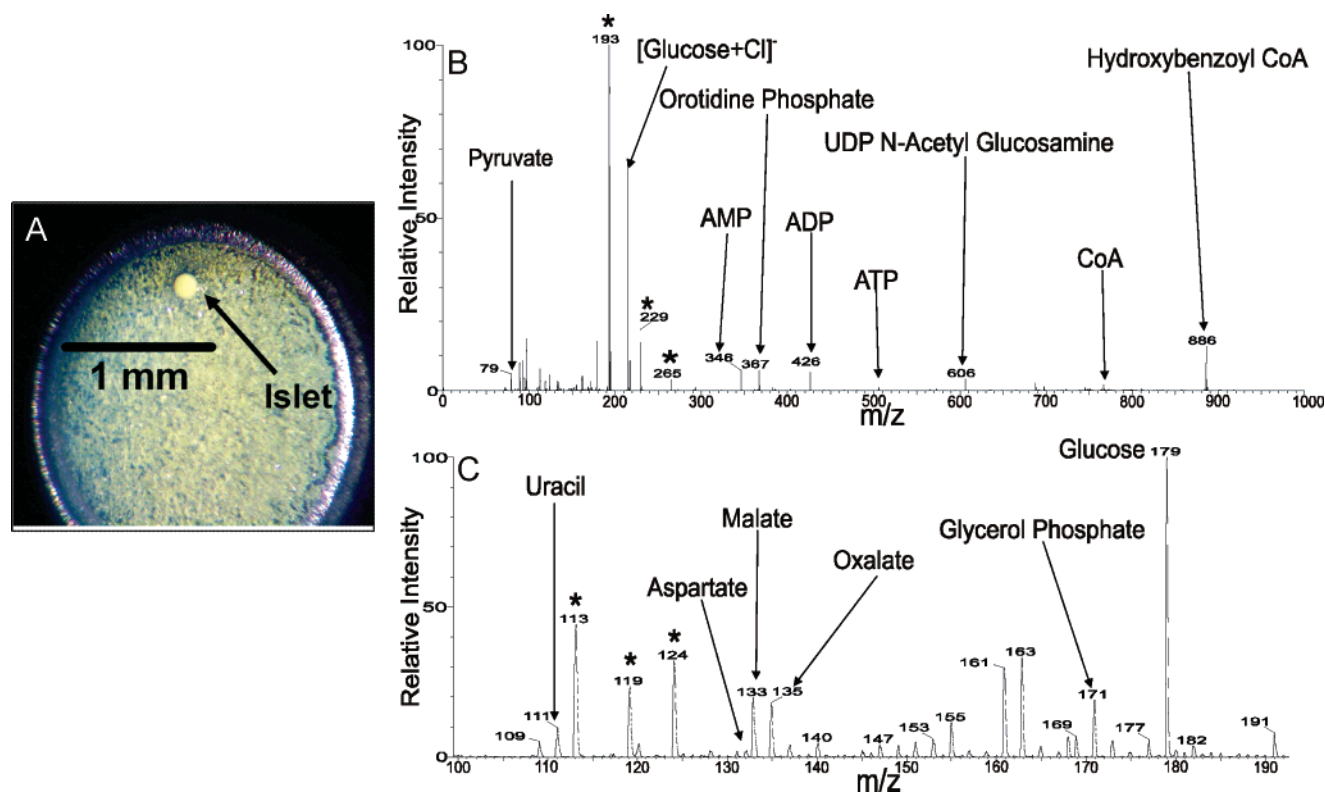 A
1 mm
Islet
B
Relative Intensity
100
50
0
*
193
[Glucose+Cl]-
Hydroxybenzoyl CoA
Orotidine Phosphate
UDP N-Acetyl Glucosamine
Pyruvate
AMP
ADP
ATP
CoA
*
229
*
265
79
346
367
426
606
886
0 100 200 300 400 500 600 700 800 900 1000
m/z
C
Relative Intensity
100
50
0
Glucose 179
Uracil
Malate
Glycerol Phosphate
Oxalate
Aspartate
*
113
*
119
*
124
109
111
133
135
140
147
153
155
161
163
169
171
177
182
191
100 110 120 130 140 150 160 170 180 190
m/z